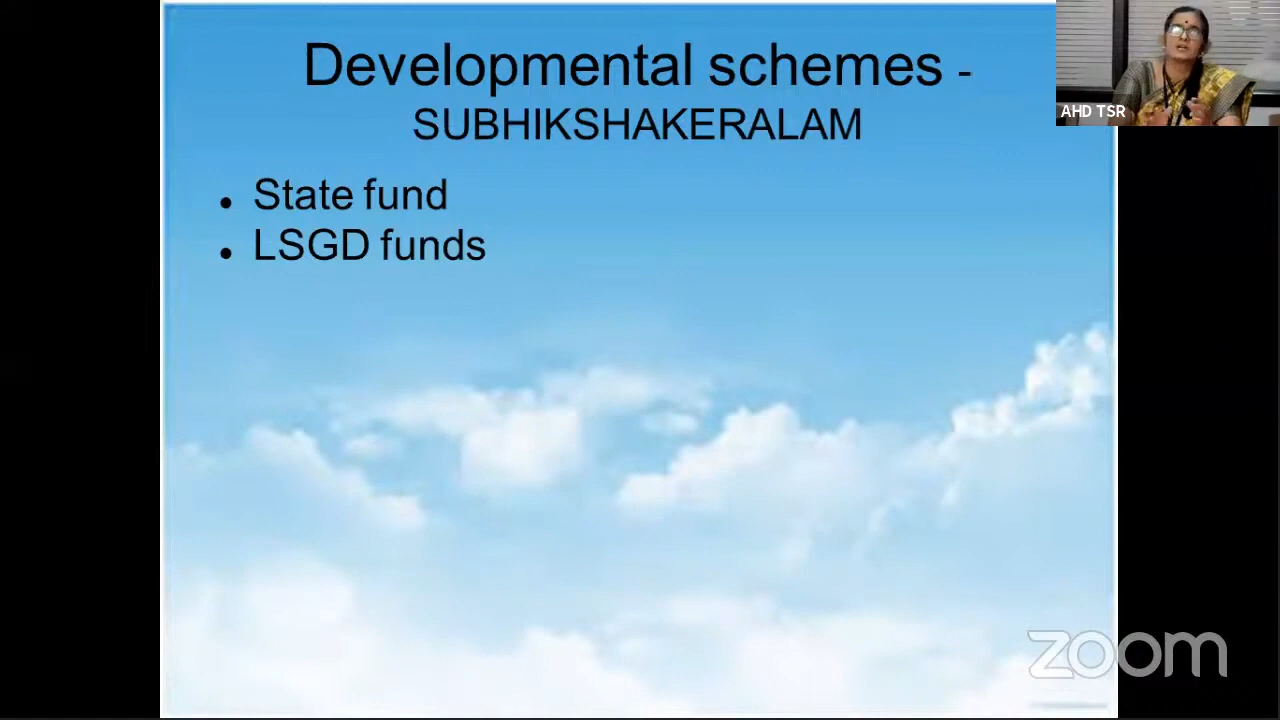 Developmental schemes -
SUBHIKSHAKERALAM
• State fund
• LSGD funds
AHD TSR
zoom